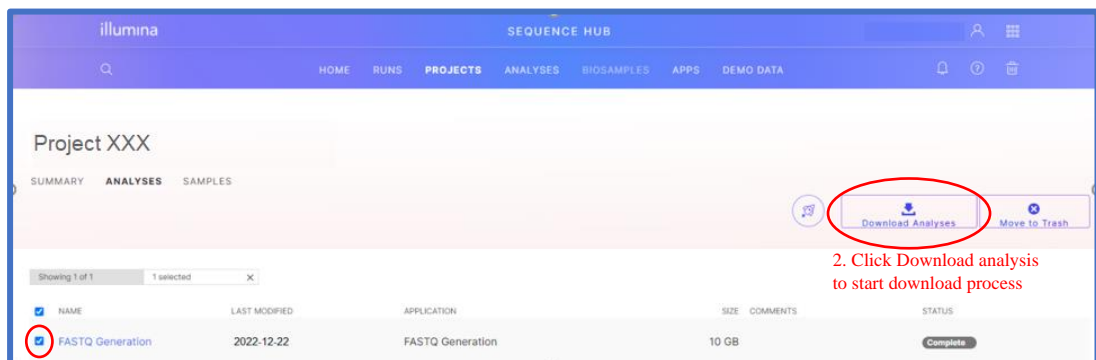 illumina
SEQUENCE HUB
HOME RUNS PROJECTS ANALYSES BIOSAMPLES APPS DEMO DATA
Project XXX
SUMMARY ANALYSES SAMPLES
Download Analyses Move to Trash
2. Click Download analysis
to start download process
Showing 1 of 1 1 selected
NAME LAST MODIFIED APPLICATION SIZE COMMENTS STATUS
FASTQ Generation 2022-12-22 FASTQ Generation 10 GB Complete